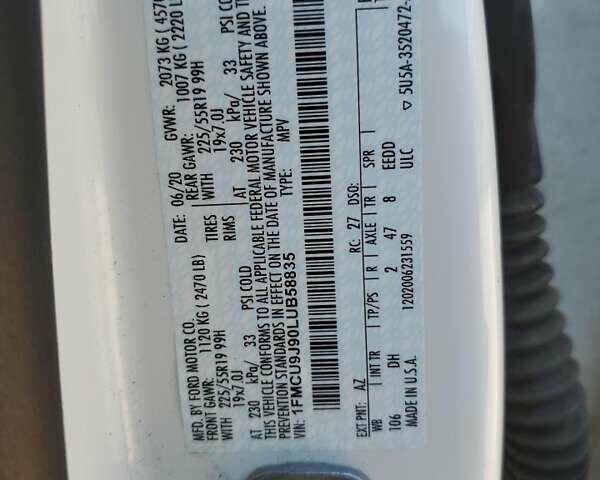 MFD. BY FORD MOTOR CO.
DATE: 06/20 GVWR: 2073 KG ( 4570
FRONT GAWR: 1120 KG ( 2470 LB)
REAR GAWR: 1007 KG ( 2220 L
WITH 225/55R19 99H TIRES
WITH 225/55R19 99H
19x7.0J RIMS 19x7.0J
AT 230 kPa/ 33 PSI COLD
AT 230 kPa/ 33 PSI COL
THIS VEHICLE CONFORMS TO ALL APPLICABLE FEDERAL MOTOR VEHICLE SAFETY AND T
PREVENTION STANDARDS IN EFFECT ON THE DATE OF MANUFACTURE SHOWN ABOVE.
VIN: 1FMCU9J90LUB58835 TYPE: MPV
EXT PNT: AZ RC: 27 DSO:
WB INT TR TP/PS R AXLE TR SPR
106 DH 2 47 8 EEDD
MADE IN U.S.A. 1202006231559 ULC ▽ 5U5A-3520472-